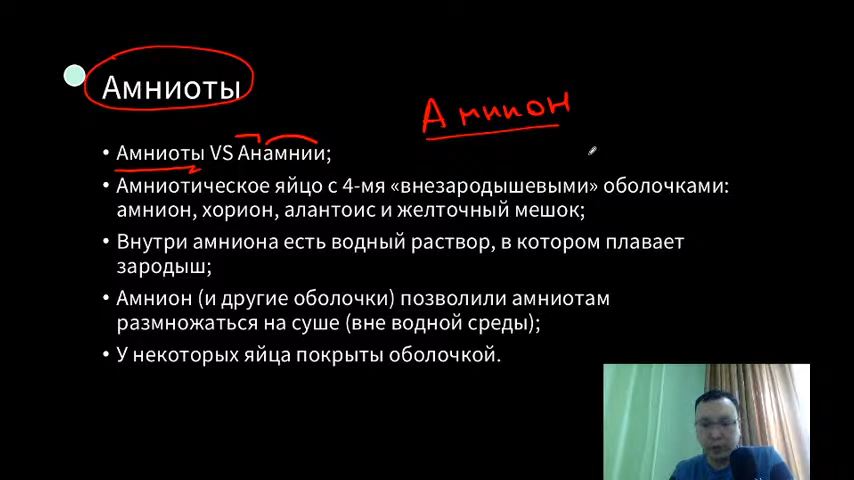 Амниоты
Амнион
• Амниоты VS Анамнии;
• Амниотическое яйцо с 4-мя «внезародышевыми» оболочками:
амнион, хорион, алантоис и желточный мешок;
• Внутри амниона есть водный раствор, в котором плавает
зародыш;
• Амнион (и другие оболочки) позволили амниотам
размножаться на суше (вне водной среды);
• У некоторых яйца покрыты оболочкой.